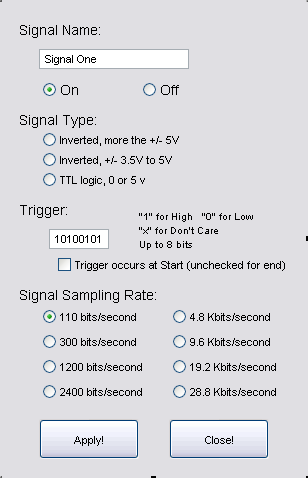 Signal Name:
Signal One
On Off
Signal Type:
Inverted, more the +/- 5V
Inverted, +/- 3.5V to 5V
TTL logic, 0 or 5 v
Trigger:
"1" for High "0" for Low
"x" for Don't Care
10100101
Up to 8 bits
Trigger occurs at Start (unchecked for end)
Signal Sampling Rate:
110 bits/second 4.8 Kbits/second
300 bits/second 9.6 Kbits/second
1200 bits/second 19.2 Kbits/second
2400 bits/second 28.8 Kbits/second
Apply! Close!